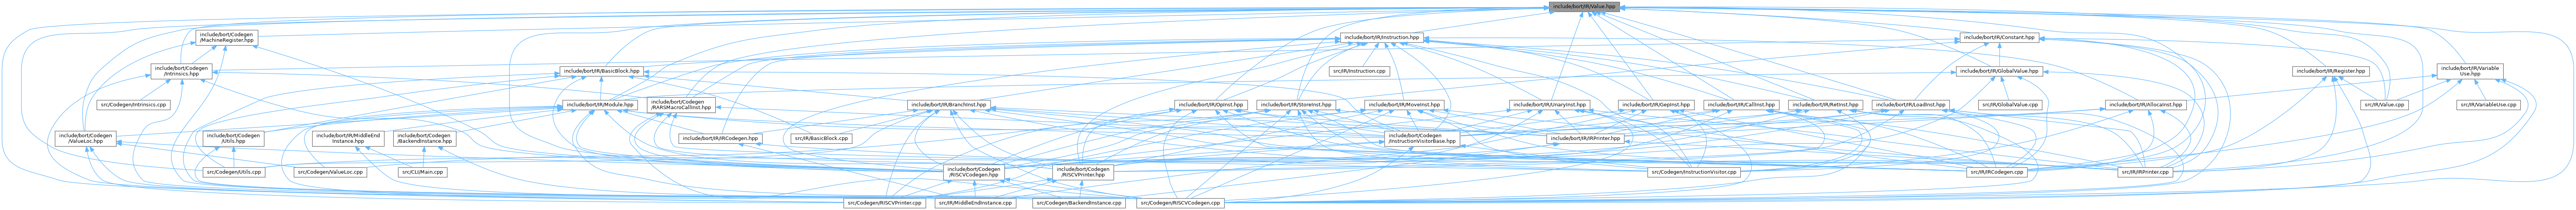 include/bort/IR/Value.hpp
include/bort/Codegen
/MachineRegister.hpp
include/bort/IR/Instruction.hpp
include/bort/IR/Constant.hpp
include/bort/Codegen
/Intrinsics.hpp
include/bort/IR/BasicBlock.hpp
src/IR/Instruction.cpp
include/bort/IR/GlobalValue.hpp
include/bort/IR/Register.hpp
include/bort/IR/Variable
Use.hpp
src/Codegen/Intrinsics.cpp
include/bort/IR/Module.hpp
include/bort/Codegen
/RARSMacroCallInst.hpp
include/bort/IR/BranchInst.hpp
include/bort/IR/OpInst.hpp
include/bort/IR/StoreInst.hpp
include/bort/IR/MoveInst.hpp
include/bort/IR/UnaryInst.hpp
include/bort/IR/GepInst.hpp
include/bort/IR/CallInst.hpp
include/bort/IR/RetInst.hpp
include/bort/IR/LoadInst.hpp
src/IR/GlobalValue.cpp
include/bort/IR/AllocaInst.hpp
src/IR/Value.cpp
src/IR/VariableUse.cpp
include/bort/Codegen
/ValueLoc.hpp
include/bort/Codegen
/Utils.hpp
include/bort/IR/MiddleEnd
Instance.hpp
include/bort/Codegen
/BackendInstance.hpp
include/bort/IR/IRCodegen.hpp
src/IR/BasicBlock.cpp
include/bort/Codegen
/InstructionVisitorBase.hpp
include/bort/IR/IRPrinter.hpp
src/Codegen/Utils.cpp
src/Codegen/ValueLoc.cpp
src/CLI/Main.cpp
include/bort/Codegen
/RISCVCodegen.hpp
include/bort/Codegen
/RISCVPrinter.hpp
src/Codegen/InstructionVisitor.cpp
src/IR/IRCodegen.cpp
src/IR/IRPrinter.cpp
src/Codegen/RISCVPrinter.cpp
src/IR/MiddleEndInstance.cpp
src/Codegen/BackendInstance.cpp
src/Codegen/RISCVCodegen.cpp